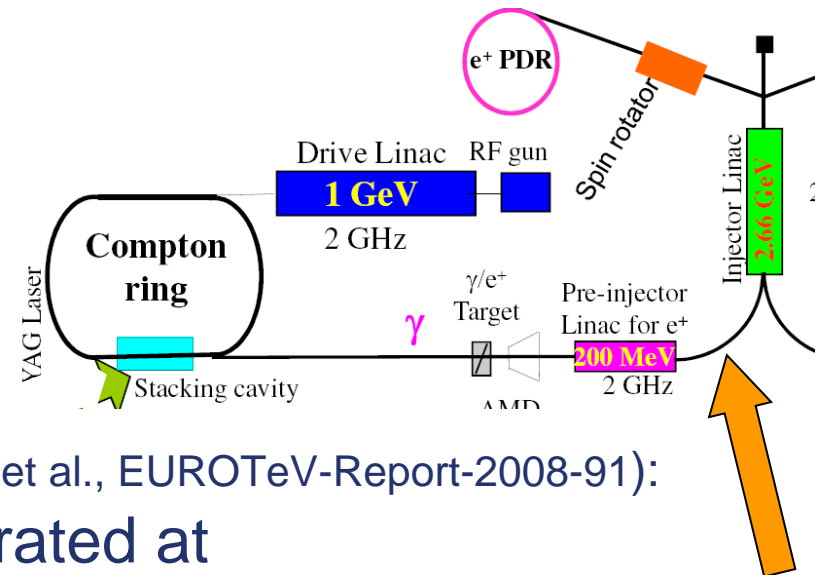 e⁺ PDR
Spin rotator
Drive Linac
RF gun
1 GeV
2 GHz
Injector Linac
2.66 GeV
Compton
ring
YAG Laser
γ
γ/e⁺
Target
Pre-injector
Linac for e⁺
200 MeV
2 GHz
Stacking cavity
AMD
et al., EUROTeV-Report-2008-91):
rated at